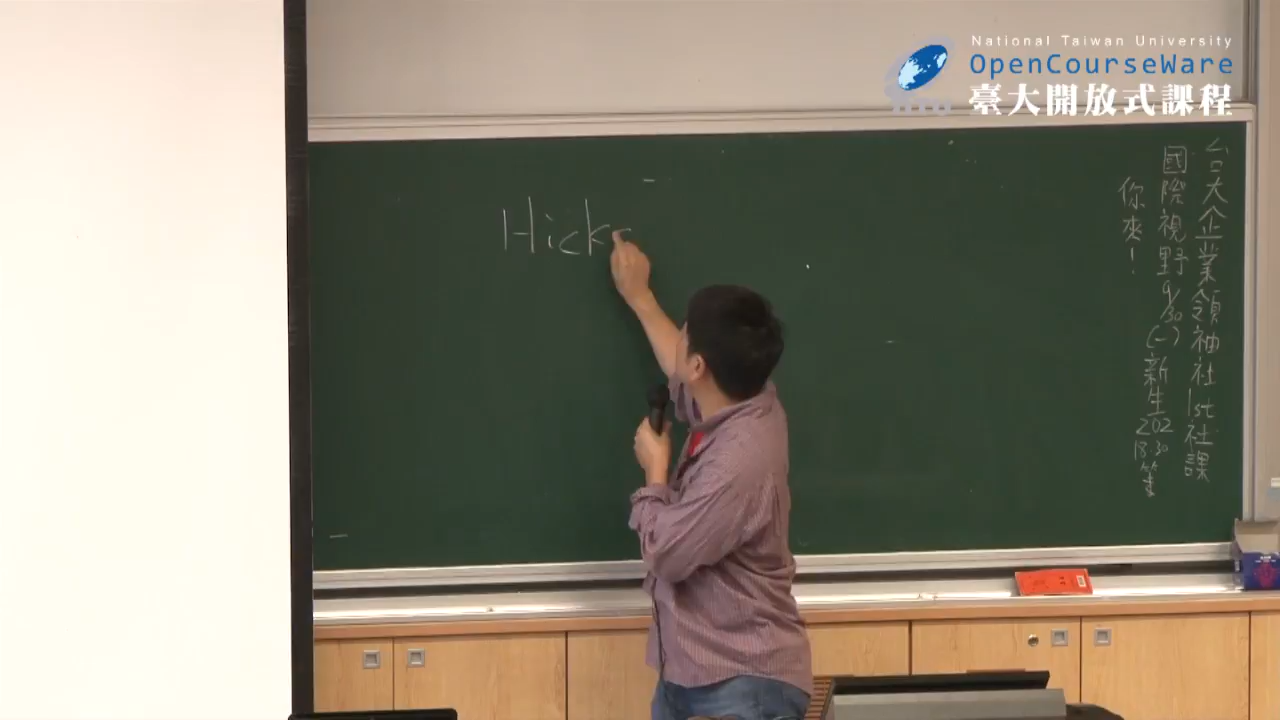 National Taiwan University
OpenCourseWare
臺大開放式課程
Hicks
台大企業領袖社 1st社課
國際視野 9/30 (一) 新生202
你來！ 18:30 等